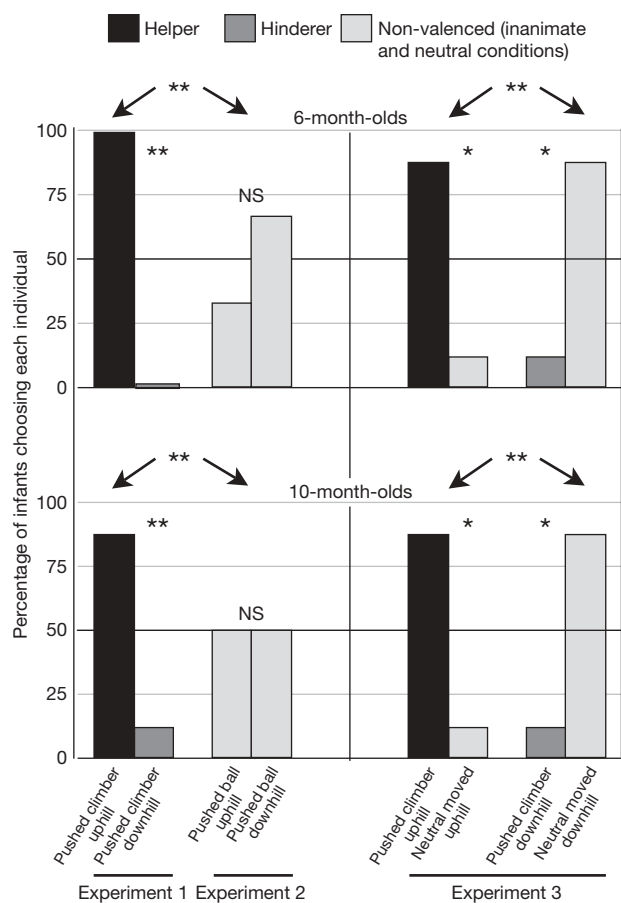 Helper
Hinderer
Non-valenced (inanimate
and neutral conditions)
**
**
6-month-olds
100
75
50
25
0
**
NS
*
*
Percentage of infants choosing each individual
**
**
10-month-olds
100
75
50
25
0
**
NS
*
*
Pushed climber
uphill
Pushed climber
downhill
Pushed ball
uphill
Pushed ball
downhill
Pushed climber
uphill
Neutral moved
uphill
Pushed climber
downhill
Neutral moved
downhill
Experiment 1
Experiment 2
Experiment 3